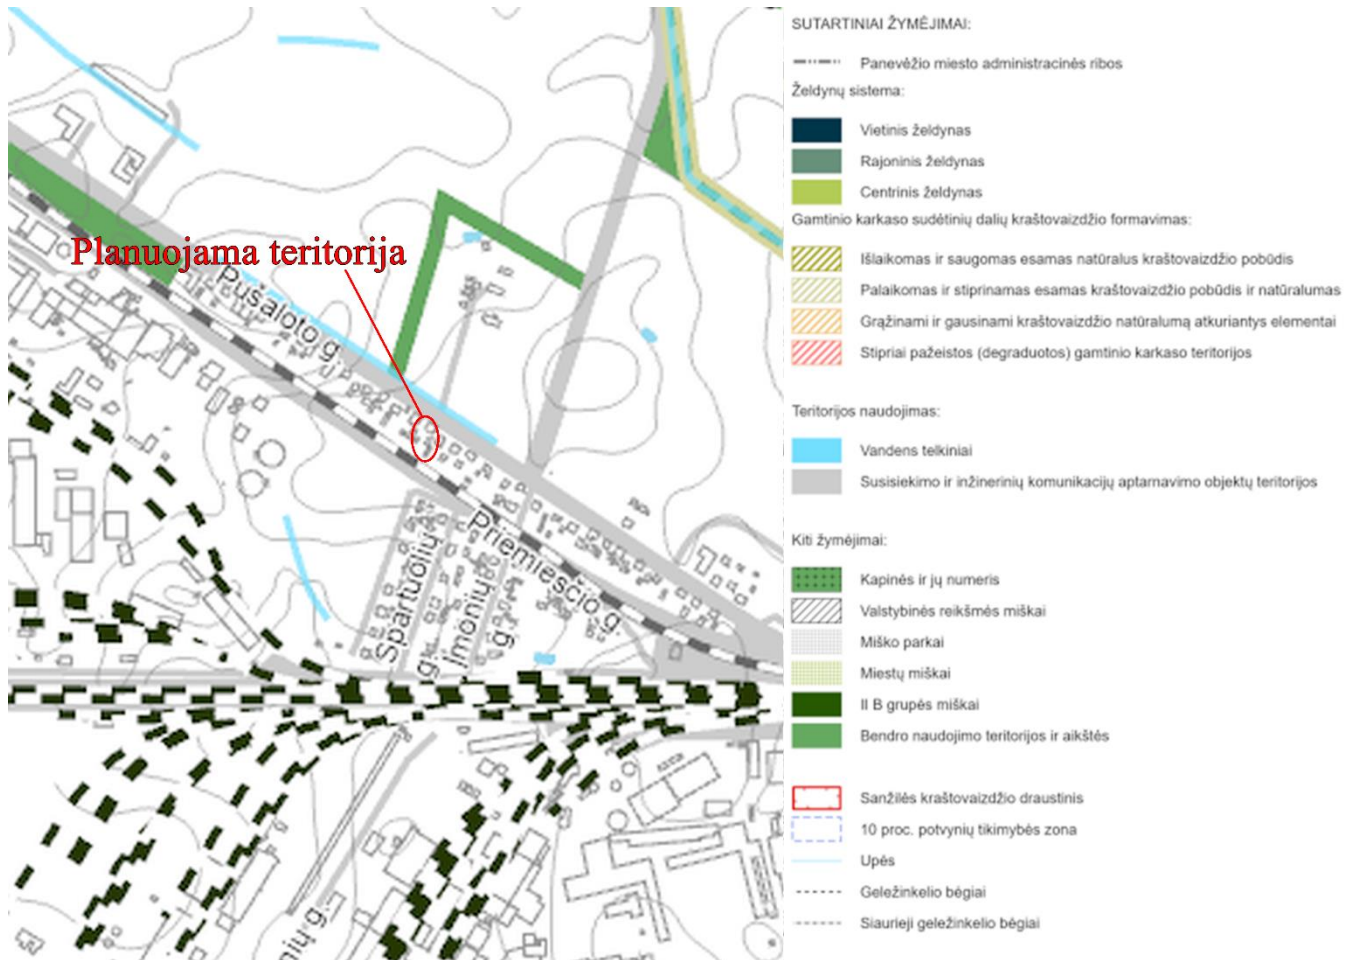 Planuojama teritorija
Pušaloto g.
Priemiesčio g.
Spartuolių g.
Įmonių g.
nių g.
SUTARTINIAI ŽYMĖJIMAI:
Panevėžio miesto administracinės ribos
Želdynų sistema:
Vietinis želdynas
Rajoninis želdynas
Centrinis želdynas
Gamtinio karkaso sudėtinių dalių kraštovaizdžio formavimas:
Išlaikomas ir saugomas esamas natūralus kraštovaizdžio pobūdis
Palaikomas ir stiprinamas esamas kraštovaizdžio pobūdis ir natūralumas
Grąžinami ir gausinami kraštovaizdžio natūralumą atkuriantys elementai
Stipriai pažeistos (degraduotos) gamtinio karkaso teritorijos
Teritorijos naudojimas:
Vandens telkiniai
Susisiekimo ir inžinerinių komunikacijų aptarnavimo objektų teritorijos
Kiti žymėjimai:
Kapinės ir jų numeris
Valstybinės reikšmės miškai
Miško parkai
Miestų miškai
II B grupės miškai
Bendro naudojimo teritorijos ir aikštės
Sanžilės kraštovaizdžio draustinis
10 proc. potvynių tikimybės zona
Upės
Geležinkelio bėgiai
Siaurieji geležinkelio bėgiai